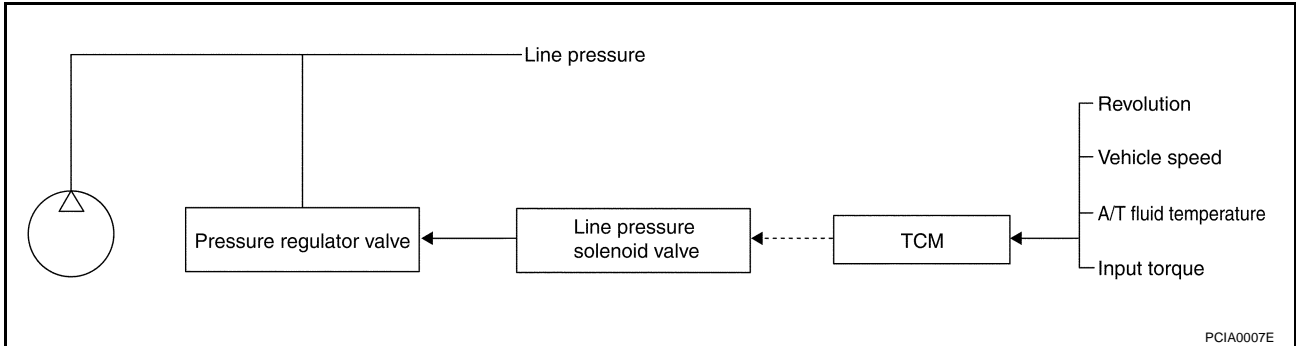 Line pressure
Revolution
Vehicle speed
A/T fluid temperature
Input torque
Pressure regulator valve
Line pressure
solenoid valve
TCM
PCIA0007E